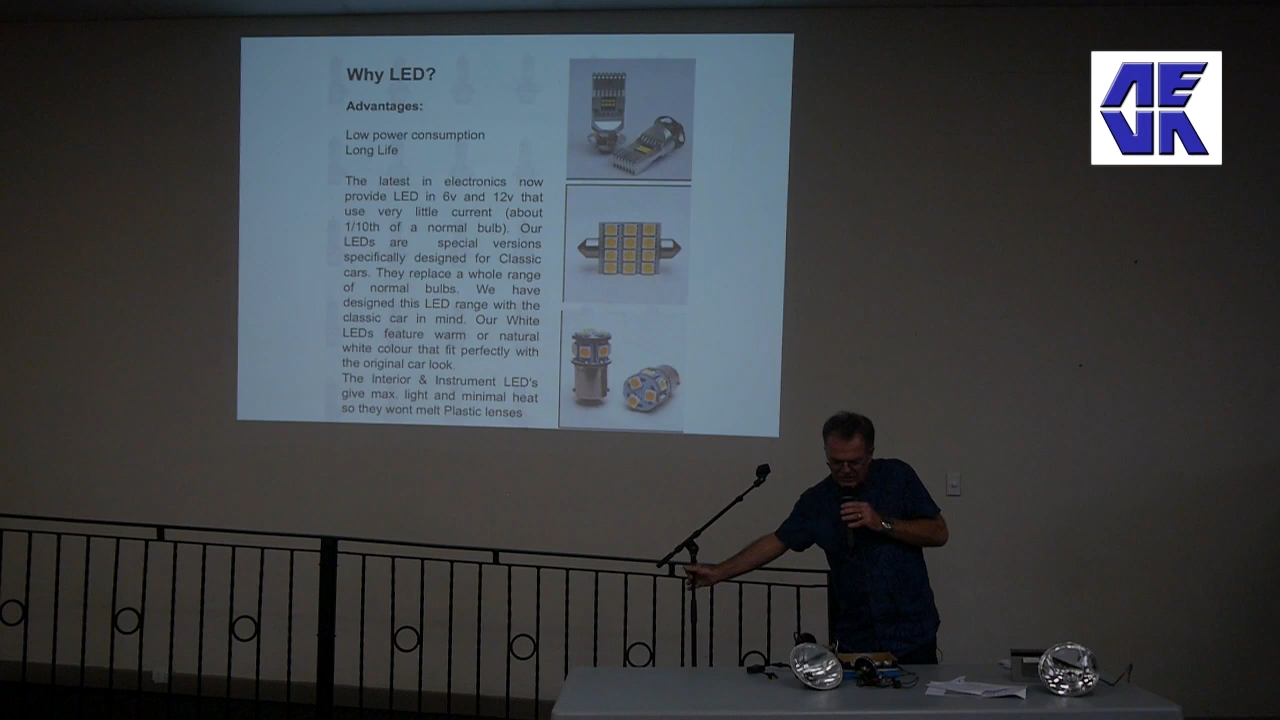 Why LED?
Advantages:
Low power consumption
Long Life
The latest in electronics now
provide LED in 6v and 12v that
use very little current (about
1/10th of a normal bulb). Our
LEDs are special versions
specifically designed for Classic
cars. They replace a whole range
of normal bulbs. We have
designed this LED range with the
classic car in mind. Our White
LEDs feature warm or natural
white colour that fit perfectly with
the original car look.
The Interior & Instrument LED's
give max. light and minimal heat
so they wont melt Plastic lenses